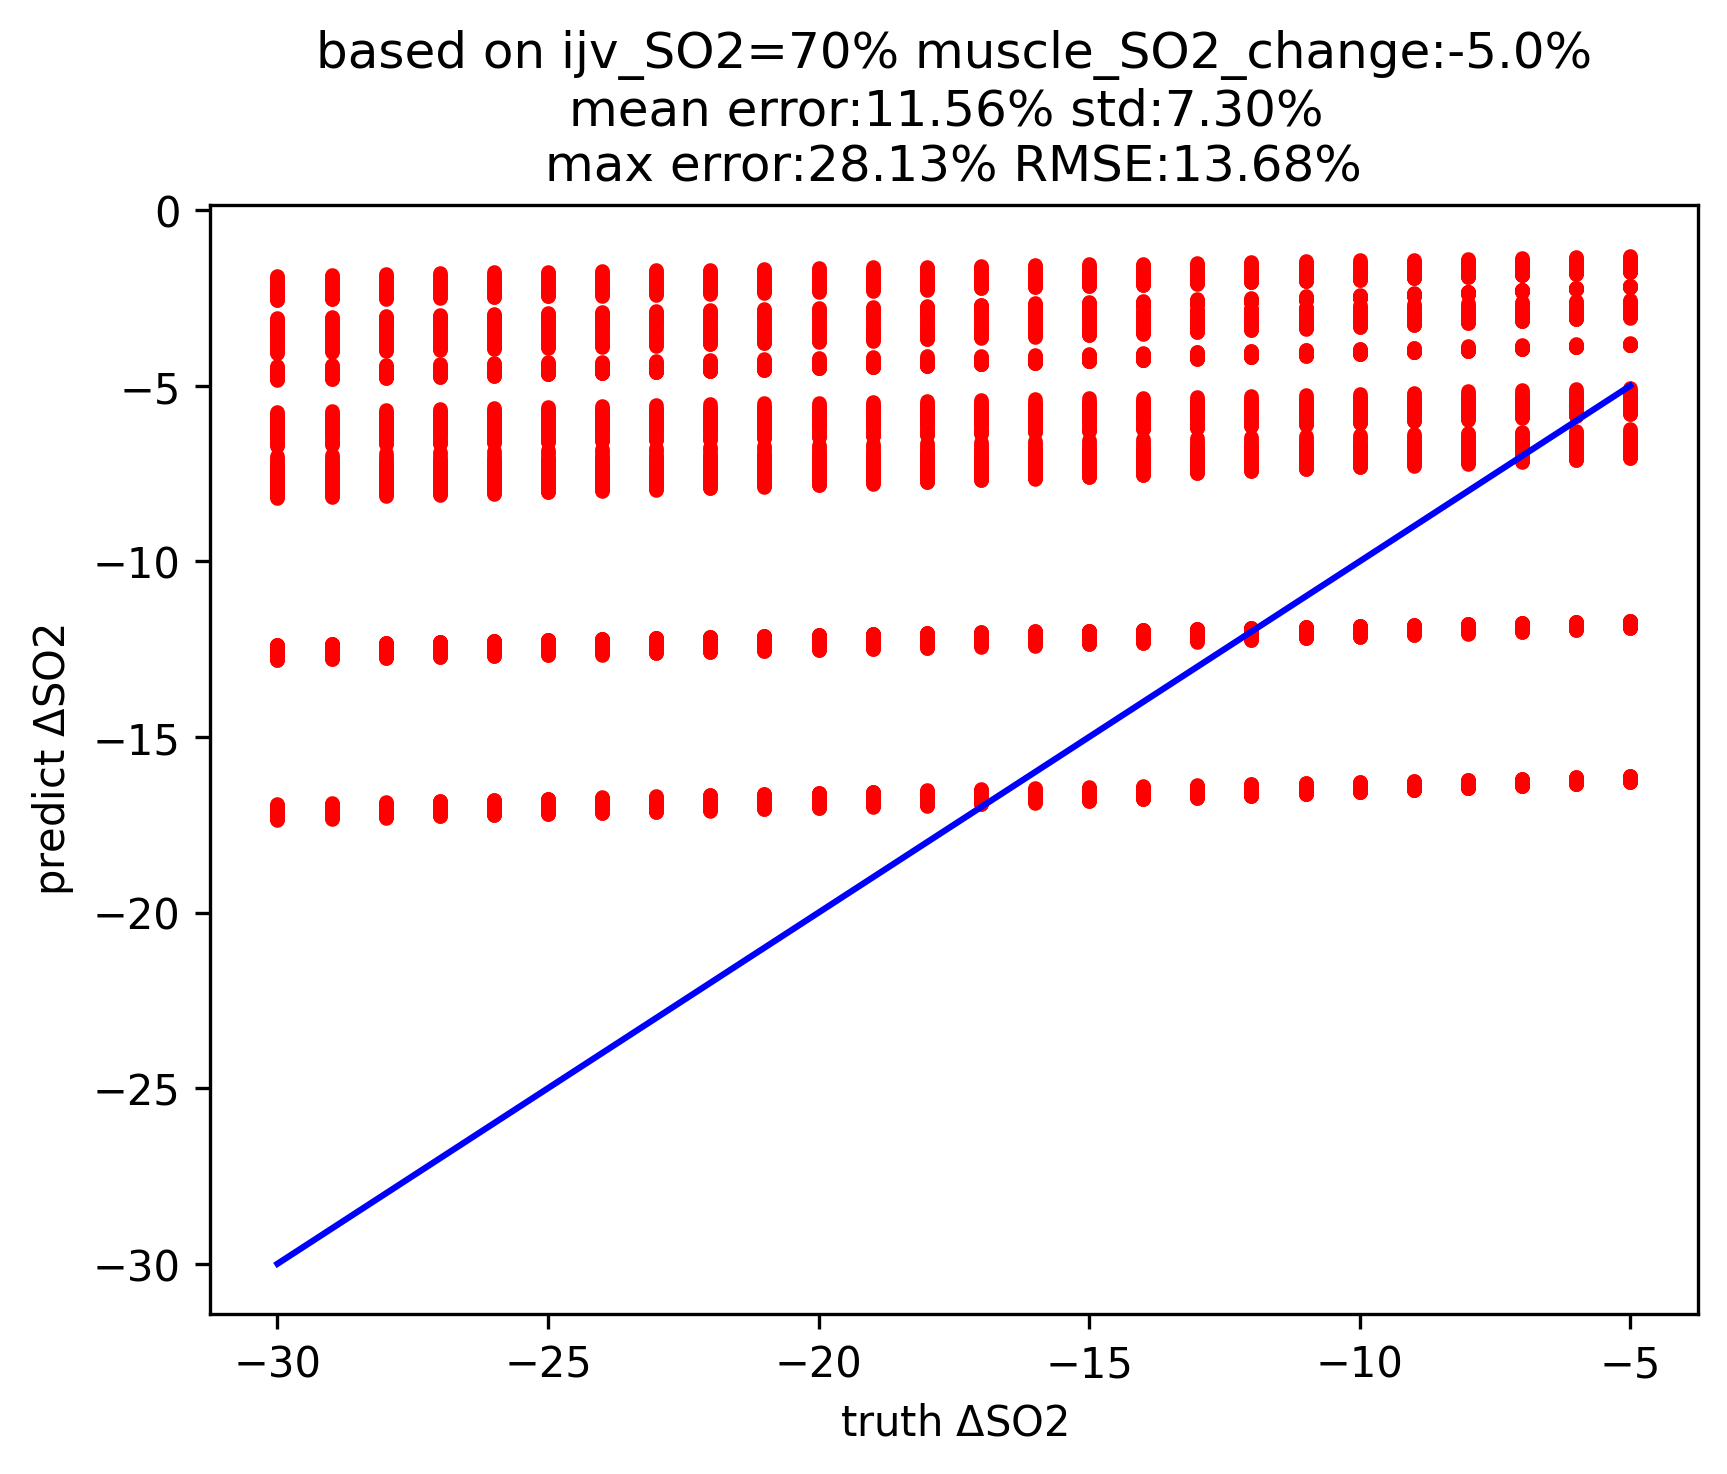 based on ijv_SO2=70% muscle_SO2_change:-5.0%
mean error:11.56% std:7.30%
max error:28.13% RMSE:13.68%
0
−5
−10
−15
−20
−25
−30
predict ΔSO2
−30 −25 −20 −15 −10 −5
truth ΔSO2